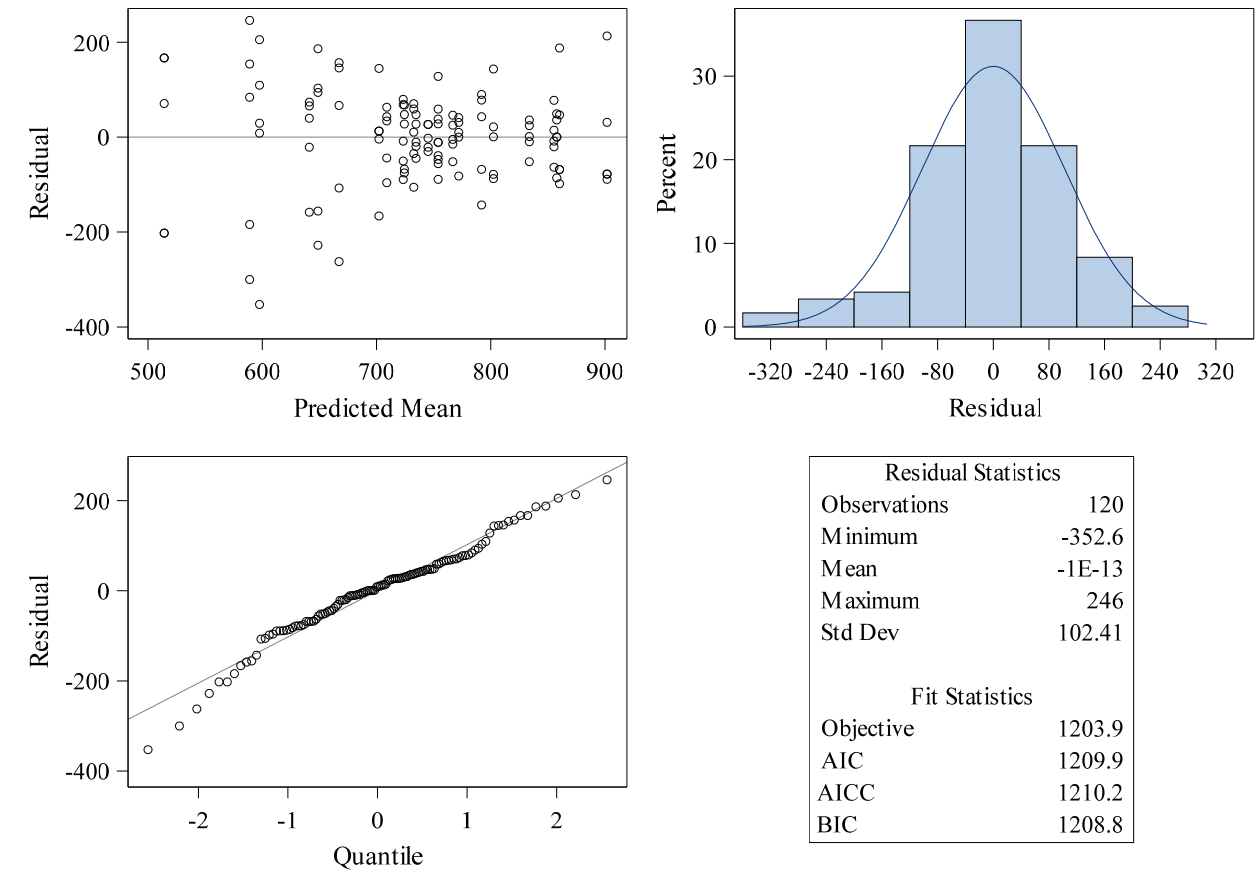 200
0
-200
-400
Residual
500 600 700 800 900
Predicted Mean
30
20
10
0
Percent
-320 -240 -160 -80 0 80 160 240 320
Residual
200
0
-200
-400
Residual
-2 -1 0 1 2
Quantile
Residual Statistics
Observations 120
Minimum -352.6
Mean -1E-13
Maximum 246
Std Dev 102.41
Fit Statistics
Objective 1203.9
AIC 1209.9
AICC 1210.2
BIC 1208.8